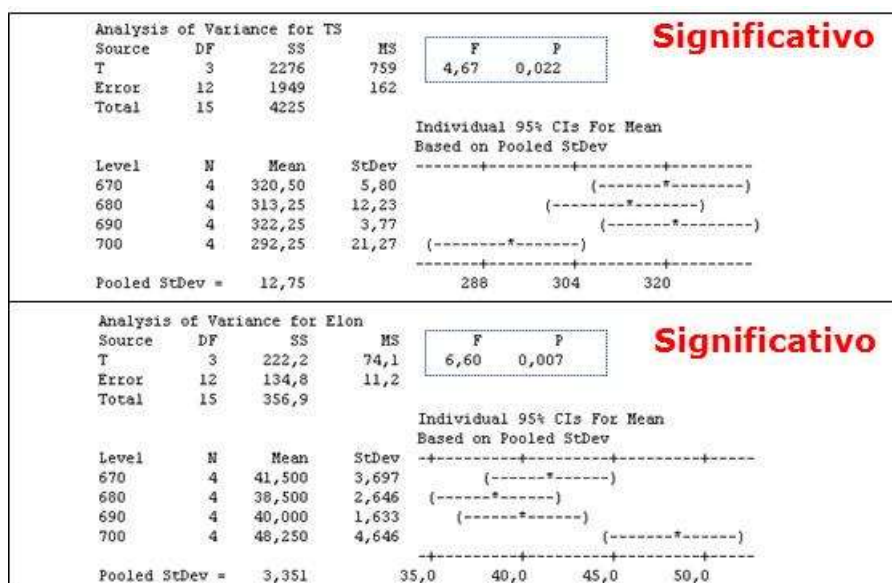 Analysis of Variance for TS
Significativo
Source DF SS MS F P
T 3 2276 759 4,67 0,022
Error 12 1949 162
Total 15 4225
Individual 95% CIs For Mean
Based on Pooled StDev
Level N Mean StDev -------+---------+---------+---------
670 4 320,50 5,80 (-------*--------)
680 4 313,25 12,23 (--------*-------)
690 4 322,25 3,77 (-------*--------)
700 4 292,25 21,27 (--------*-------)
-------+---------+---------+---------
Pooled StDev = 12,75 288 304 320
Analysis of Variance for Elon
Significativo
Source DF SS MS F P
T 3 222,2 74,1 6,60 0,007
Error 12 134,8 11,2
Total 15 356,9
Individual 95% CIs For Mean
Based on Pooled StDev
Level N Mean StDev -+---------+---------+---------+-----
670 4 41,500 3,697 (------*------)
680 4 38,500 2,646 (------*------)
690 4 40,000 1,633 (------*------)
700 4 48,250 4,646 (-------*------)
-+---------+---------+---------+-----
Pooled StDev = 3,351 35,0 40,0 45,0 50,0